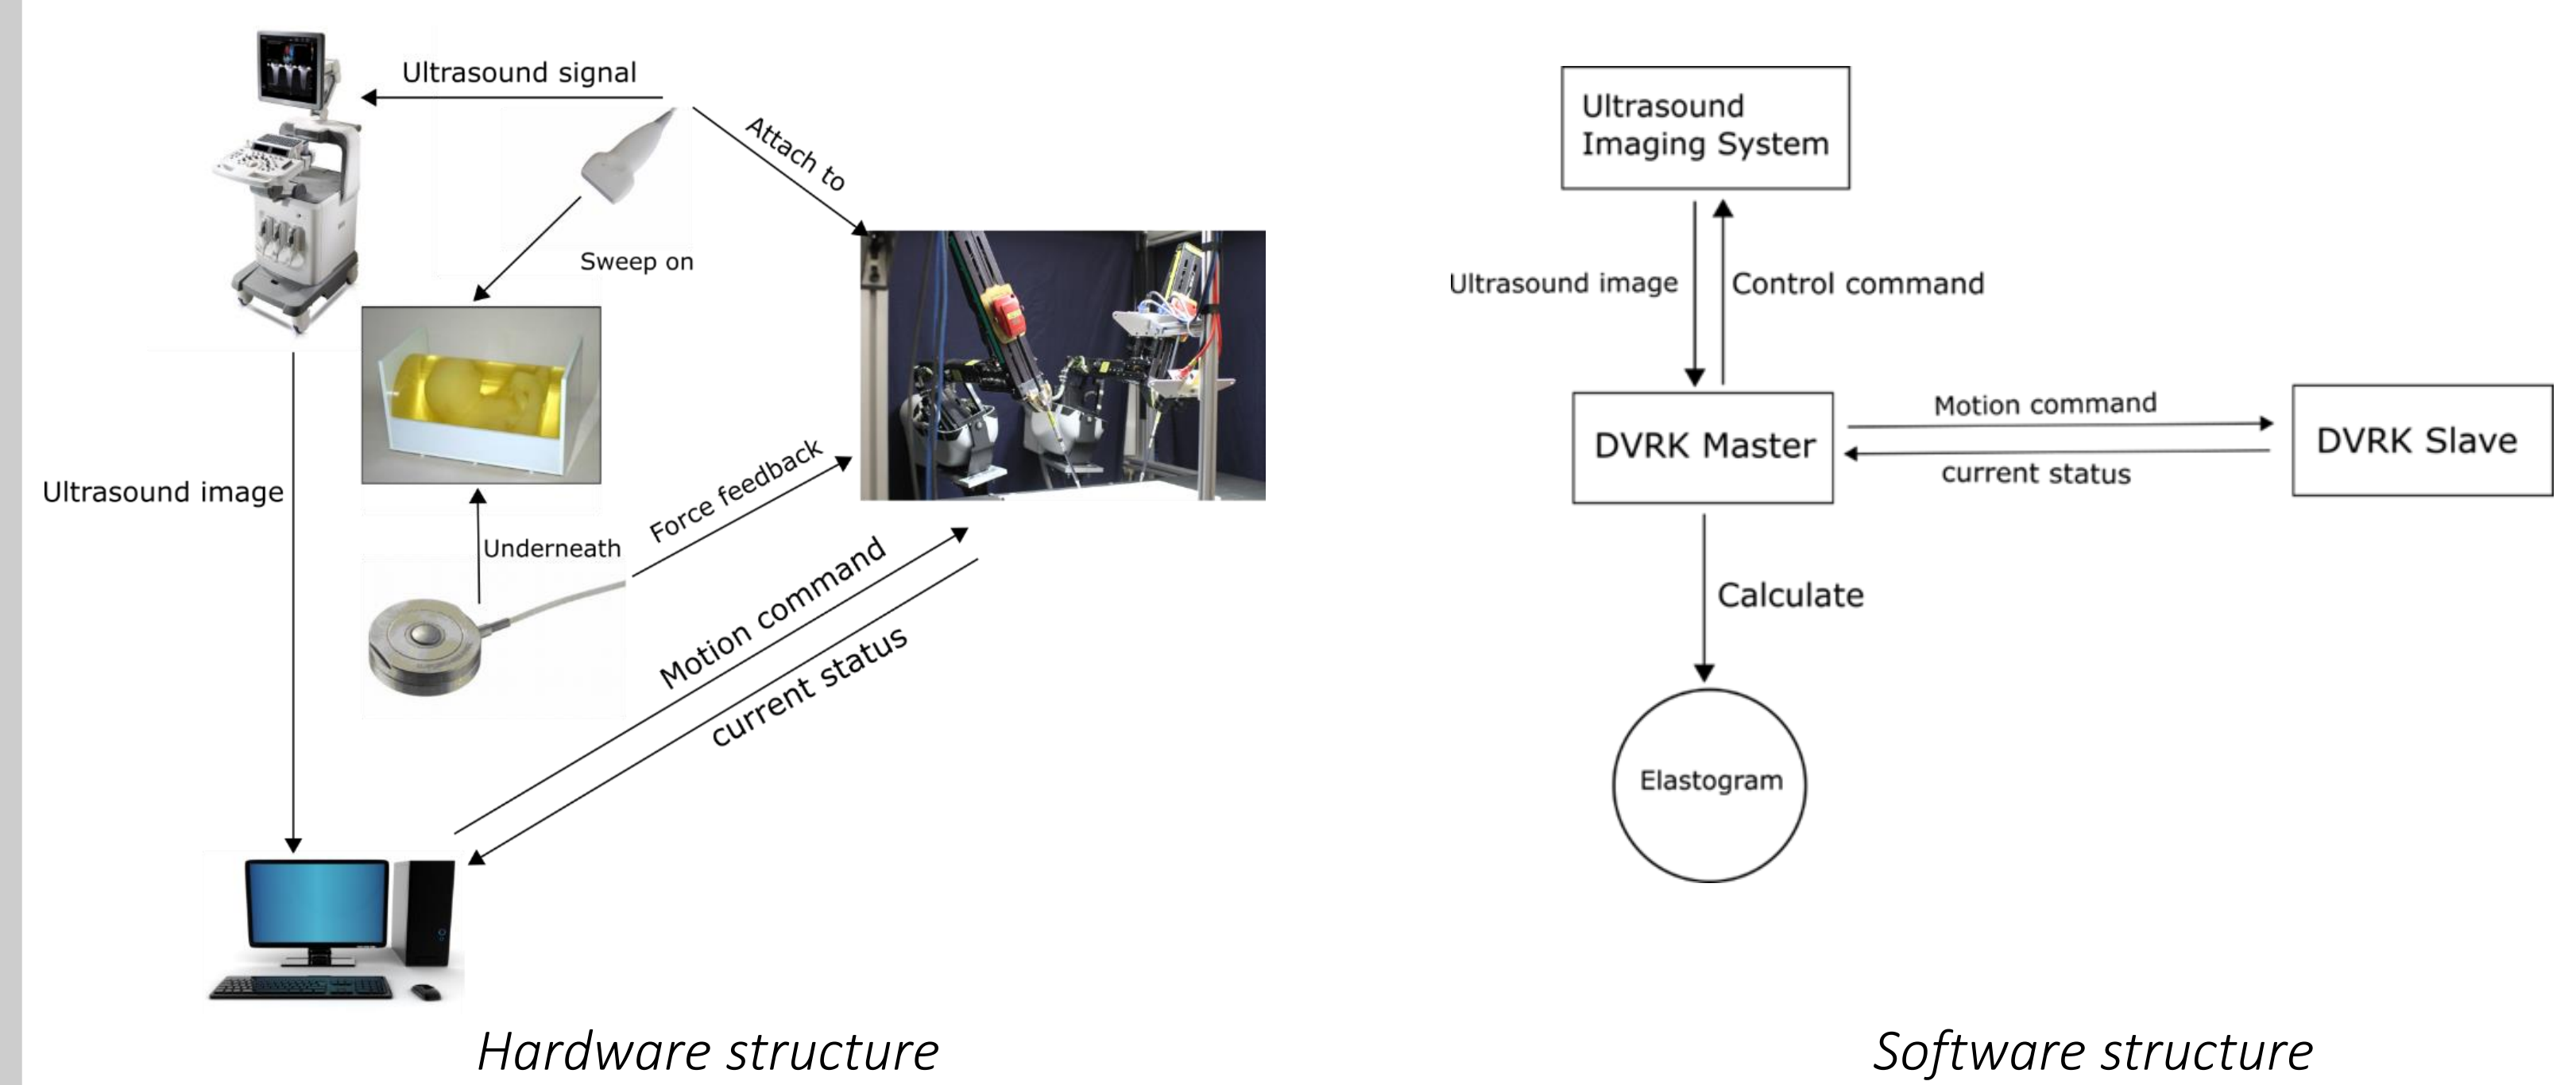 Ultrasound signal
Attach to
Sweep on
Ultrasound image
Underneath
Force feedback
Motion command
current status
Hardware structure
Ultrasound
Imaging System
Ultrasound image
Control command
DVRK Master
Motion command
current status
DVRK Slave
Calculate
Elastogram
Software structure